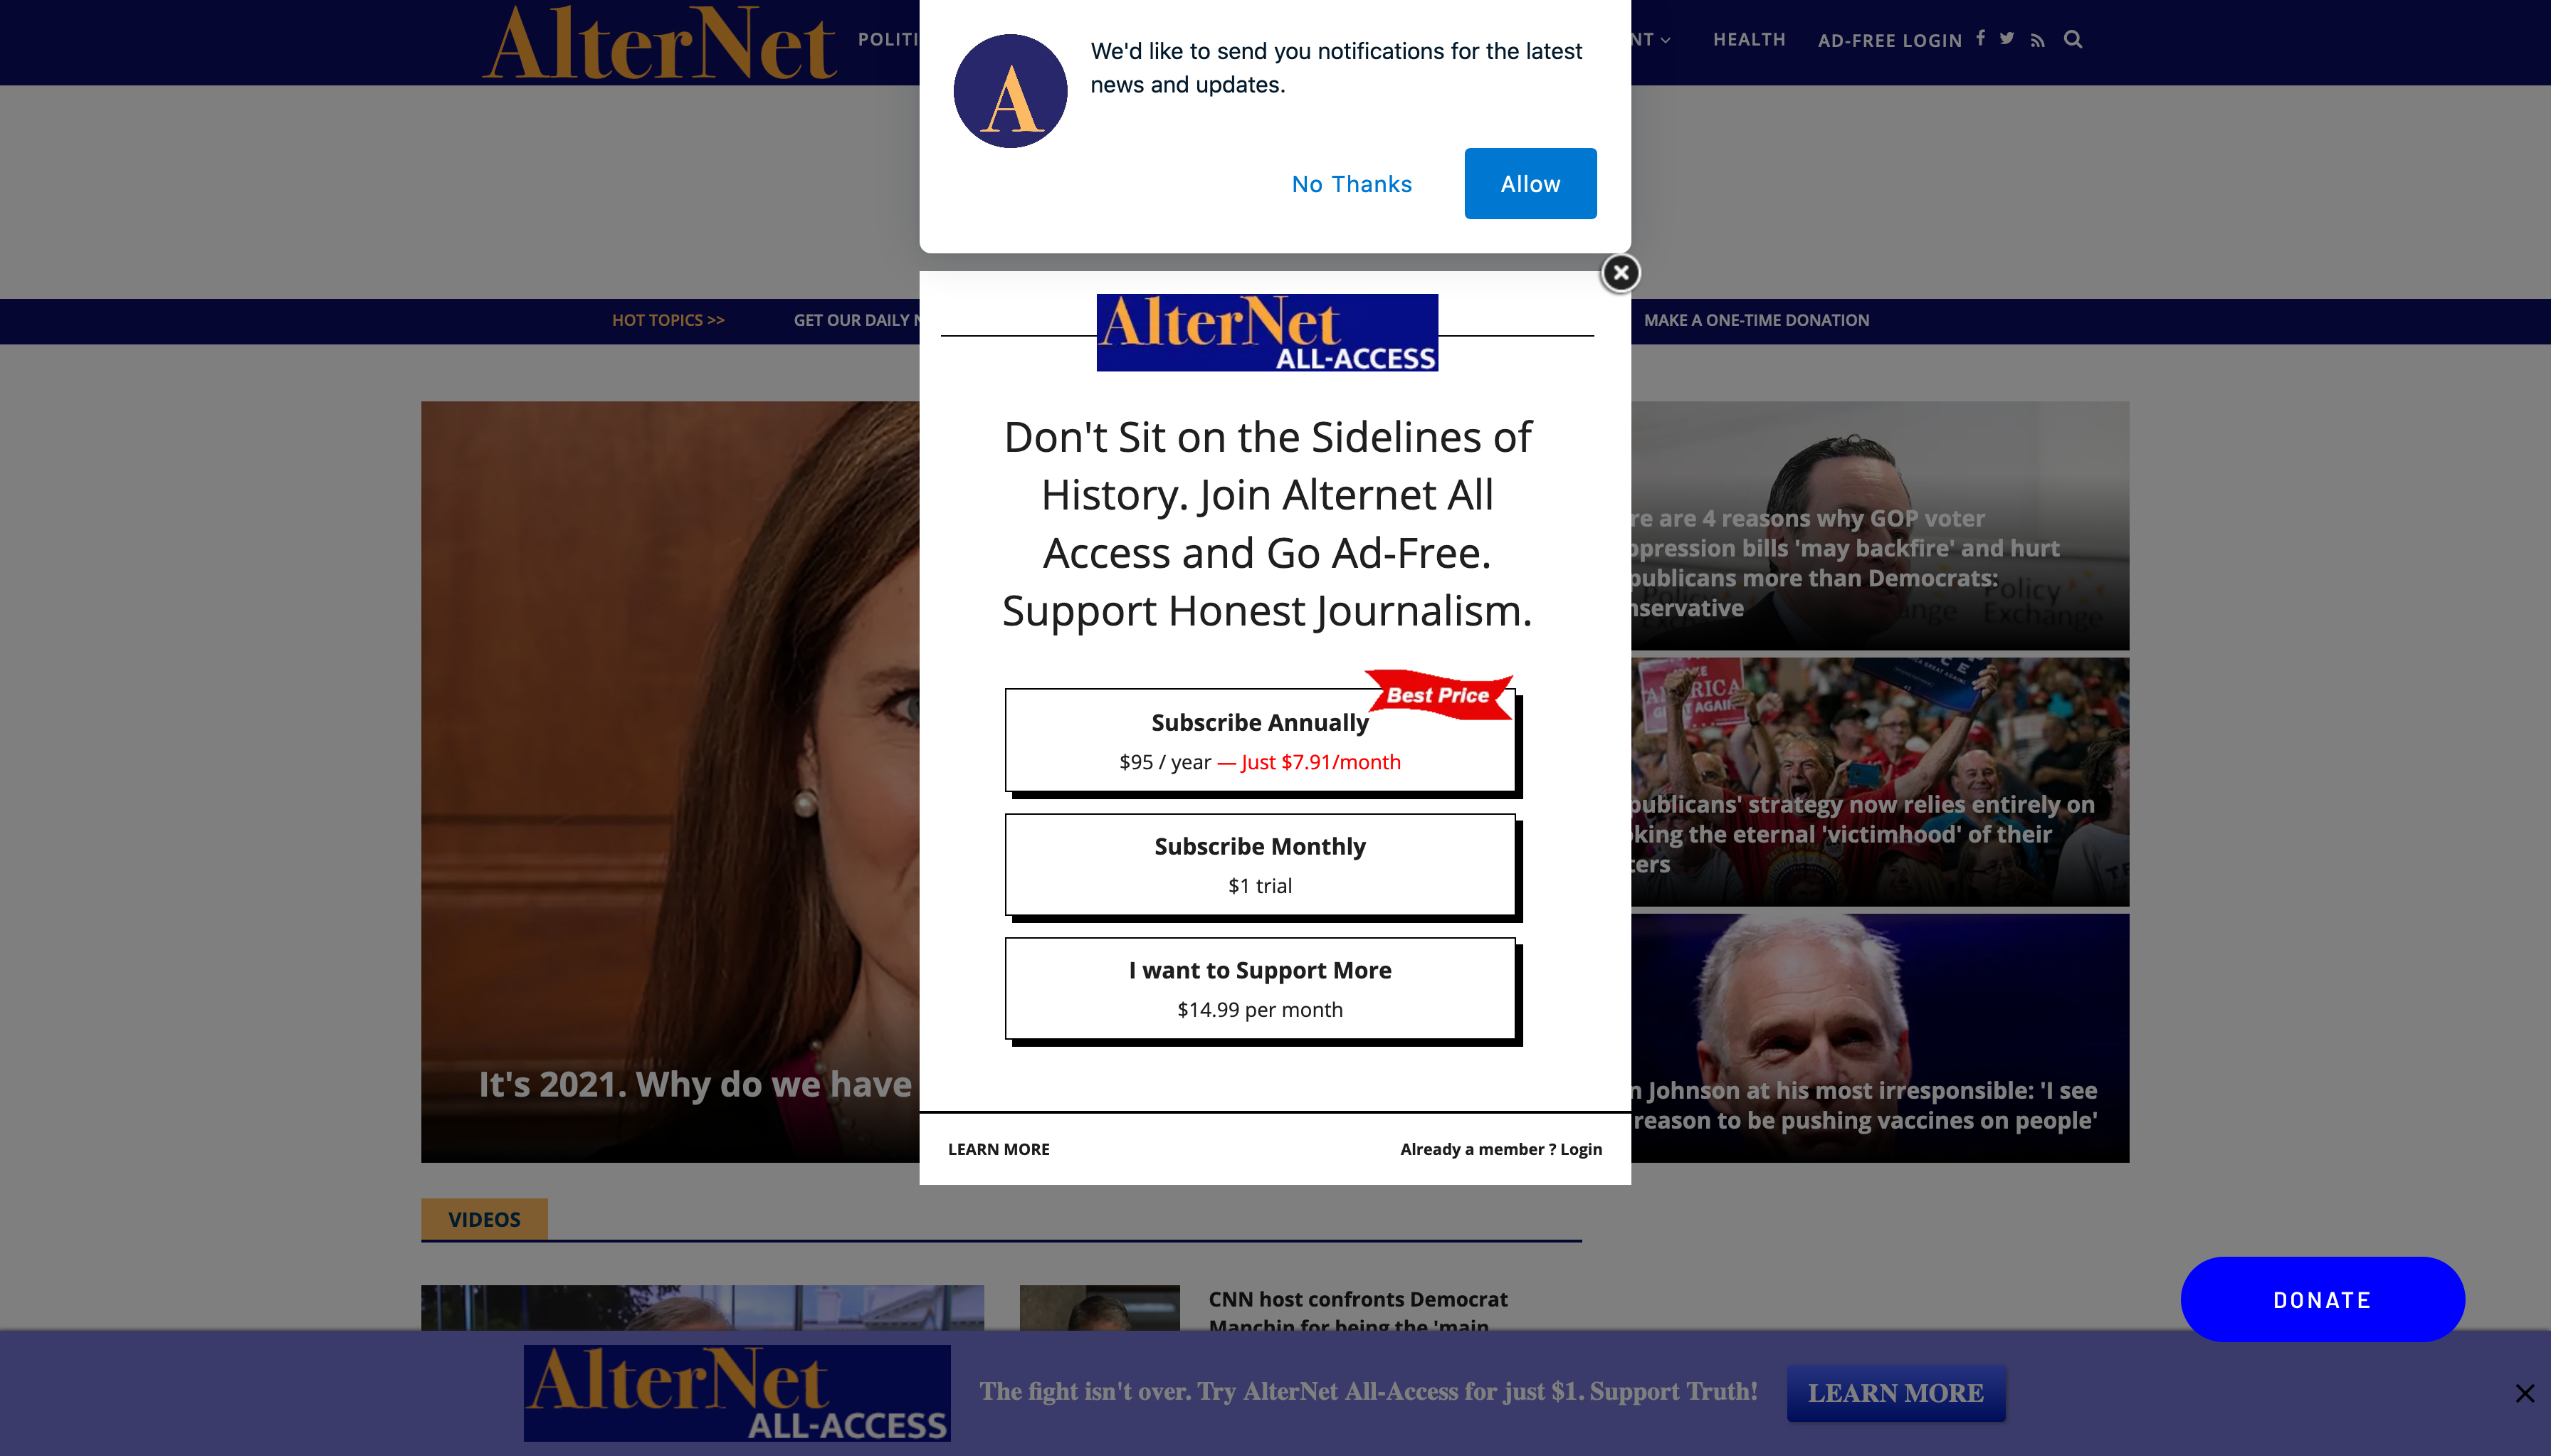 AlterNet
POLITI
NT
HEALTH
AD-FREE LOGIN
A
We'd like to send you notifications for the latest
news and updates.
No Thanks
Allow
HOT TOPICS >>
GET OUR DAILY N
MAKE A ONE-TIME DONATION
AlterNet
ALL-ACCESS
Don't Sit on the Sidelines of
History. Join Alternet All
Access and Go Ad-Free.
Support Honest Journalism.
Best Price
Subscribe Annually
$95 / year — Just $7.91/month
Subscribe Monthly
$1 trial
I want to Support More
$14.99 per month
LEARN MORE
Already a member ? Login
It's 2021. Why do we have
re are 4 reasons why GOP voter
ppression bills 'may backfire' and hurt
publicans more than Democrats:
nservative
Policy
Exchange
publicans' strategy now relies entirely on
king the eternal 'victimhood' of their
ters
n Johnson at his most irresponsible: 'I see
reason to be pushing vaccines on people'
VIDEOS
CNN host confronts Democrat
Manchin for being the 'main
DONATE
AlterNet
ALL-ACCESS
The fight isn't over. Try AlterNet All-Access for just $1. Support Truth!
LEARN MORE